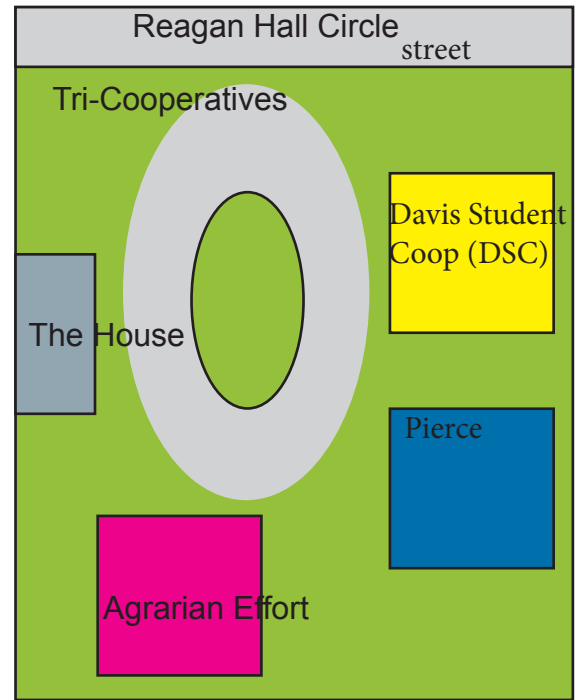 Reagan Hall Circle
street
Tri-Cooperatives
Davis Student
Coop (DSC)
The House
Pierce
Agrarian Effort